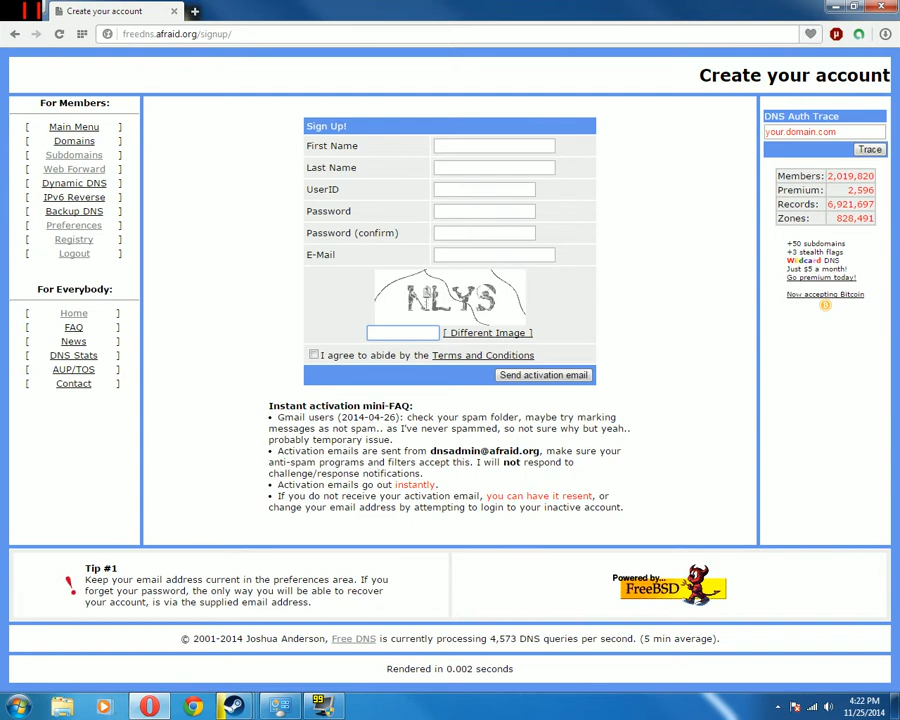 Create your account
freedns.afraid.org/signup/
Create your account
For Members:
[ Main Menu ]
[ Domains ]
[ Subdomains ]
[ Web Forward ]
[ Dynamic DNS ]
[ IPv6 Reverse ]
[ Backup DNS ]
[ Preferences ]
[ Registry ]
[ Logout ]
For Everybody:
[ Home ]
[ FAQ ]
[ News ]
[ DNS Stats ]
[ AUP/TOS ]
[ Contact ]
Sign Up!
First Name
Last Name
UserID
Password
Password (confirm)
E-Mail
NLYS
[ Different Image ]
I agree to abide by the Terms and Conditions
Send activation email
Instant activation mini-FAQ:
• Gmail users (2014-04-26): check your spam folder, maybe try marking
messages as not spam.. as I've never spammed, so not sure why but yeah..
probably temporary issue.
• Activation emails are sent from dnsadmin@afraid.org, make sure your
anti-spam programs and filters accept this. I will not respond to
challenge/response notifications.
• Activation emails go out instantly.
• If you do not receive your activation email, you can have it resent, or
change your email address by attempting to login to your inactive account.
DNS Auth Trace
your.domain.com
Trace
Members: 2,019,820
Premium: 2,596
Records: 6,921,697
Zones: 828,491
+50 subdomains
+3 stealth flags
Wildcard DNS
Just $5 a month!
Go premium today!
Now accepting Bitcoin
Tip #1
Keep your email address current in the preferences area. If you
forget your password, the only way you will be able to recover
your account, is via the supplied email address.
Powered by...
FreeBSD
© 2001-2014 Joshua Anderson, Free DNS is currently processing 4,573 DNS queries per second. (5 min average).
Rendered in 0.002 seconds
99
4:22 PM
11/25/2014